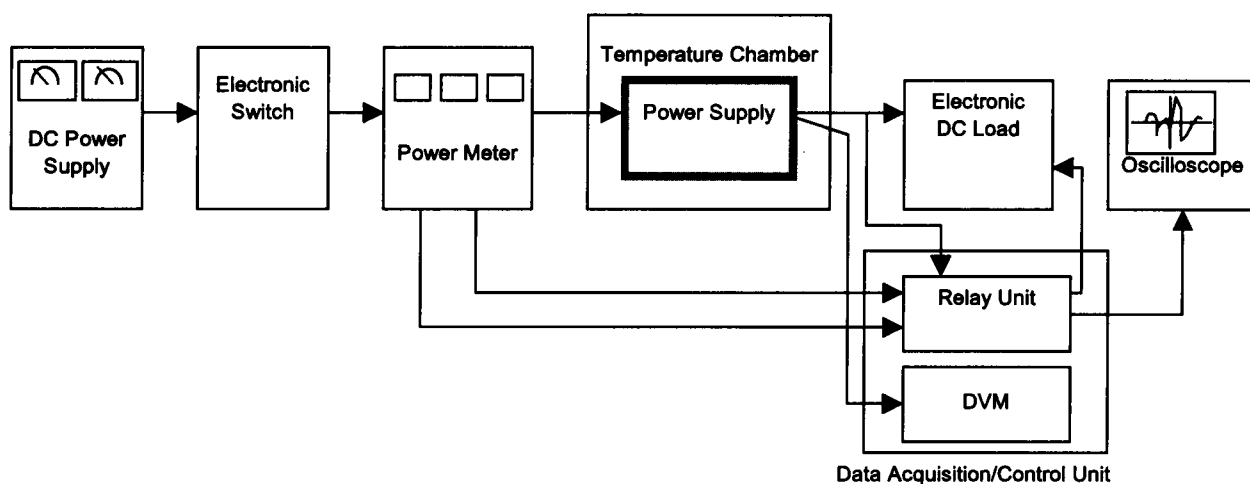 DC Power
Supply
Electronic
Switch
Power Meter
Temperature Chamber
Power Supply
Electronic
DC Load
Oscilloscope
Relay Unit
DVM
Data Acquisition/Control Unit